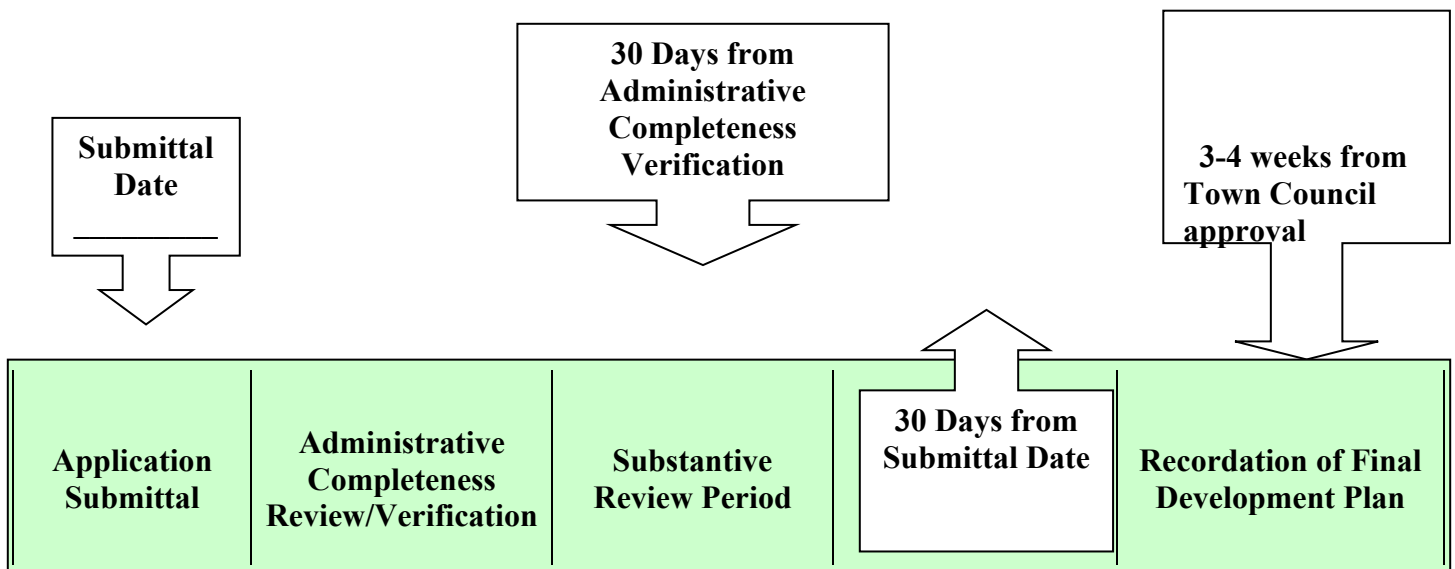 Submittal
Date
__________
30 Days from
Administrative
Completeness
Verification
3-4 weeks from
Town Council
approval
Application
Submittal
Administrative
Completeness
Review/Verification
Substantive
Review Period
30 Days from
Submittal Date
Recordation of Final
Development Plan